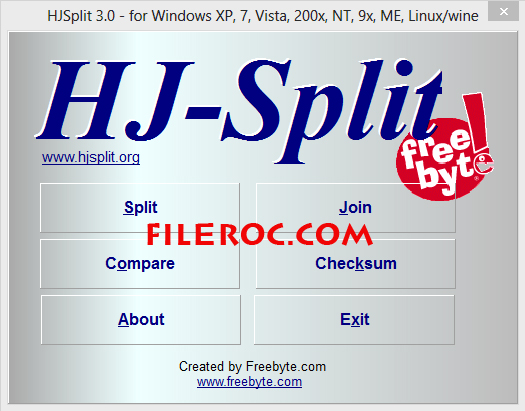 HJSplit 3.0 - for Windows XP, 7, Vista, 200x, NT, 9x, ME, Linux/wine
HJ-Split
free
byte!
www.hjsplit.org
Split
Join
FILEROC.COM
Compare
Checksum
About
Exit
Created by Freebyte.com
www.freebyte.com